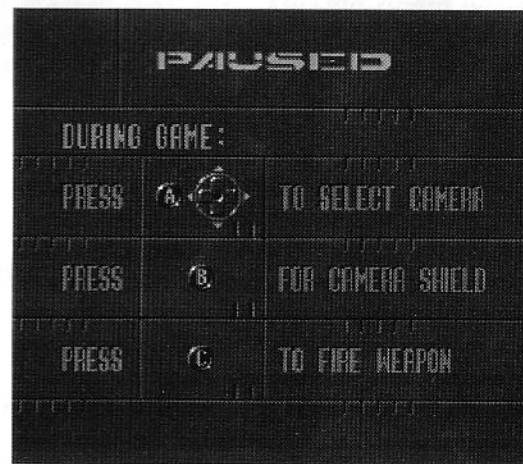 PAUSED
DURING GAME:
PRESS A TO SELECT CAMERA
PRESS B FOR CAMERA SHIELD
PRESS C TO FIRE WEAPON